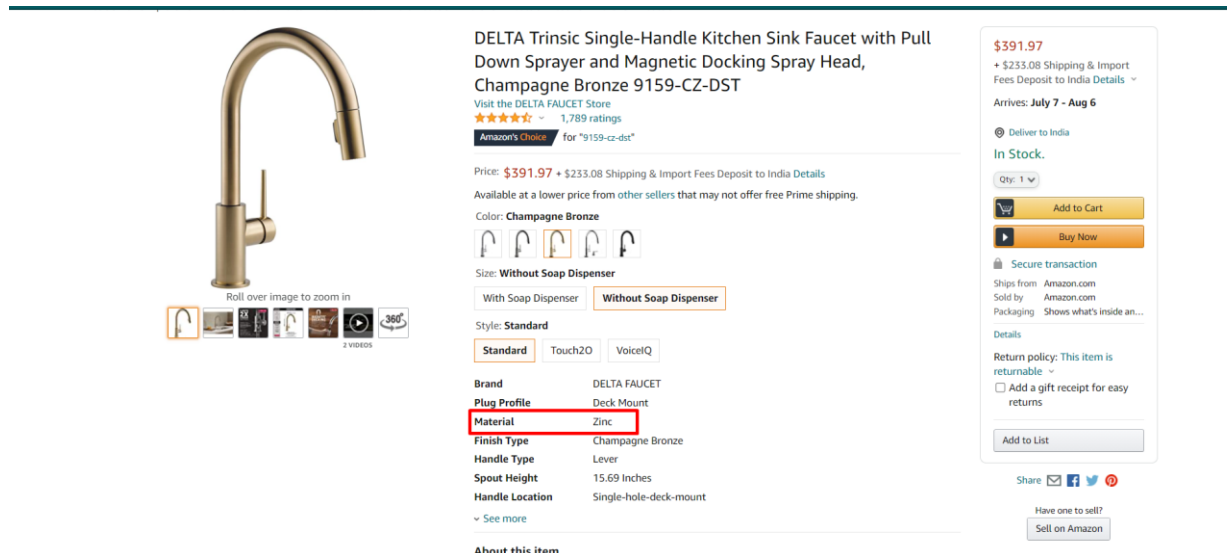 DELTA Trinsic Single-Handle Kitchen Sink Faucet with Pull
Down Sprayer and Magnetic Docking Spray Head,
Champagne Bronze 9159-CZ-DST
Visit the DELTA FAUCET Store
1,789 ratings
Amazon's Choice for "9159-cz-dst"
Price: $391.97 + $233.08 Shipping & Import Fees Deposit to India Details
Available at a lower price from other sellers that may not offer free Prime shipping.
Color: Champagne Bronze
Size: Without Soap Dispenser
With Soap Dispenser Without Soap Dispenser
Style: Standard
Standard Touch2O VoiceIQ
Brand DELTA FAUCET
Plug Profile Deck Mount
Material Zinc
Finish Type Champagne Bronze
Handle Type Lever
Spout Height 15.69 Inches
Handle Location Single-hole-deck-mount
See more
About this item
Roll over image to zoom in
360°
2 VIDEOS
$391.97
+ $233.08 Shipping & Import
Fees Deposit to India Details
Arrives: July 7 - Aug 6
Deliver to India
In Stock.
Qty: 1
Add to Cart
Buy Now
Secure transaction
Ships from Amazon.com
Sold by Amazon.com
Packaging Shows what's inside an...
Details
Return policy: This item is
returnable
Add a gift receipt for easy
returns
Add to List
Share
Have one to sell?
Sell on Amazon